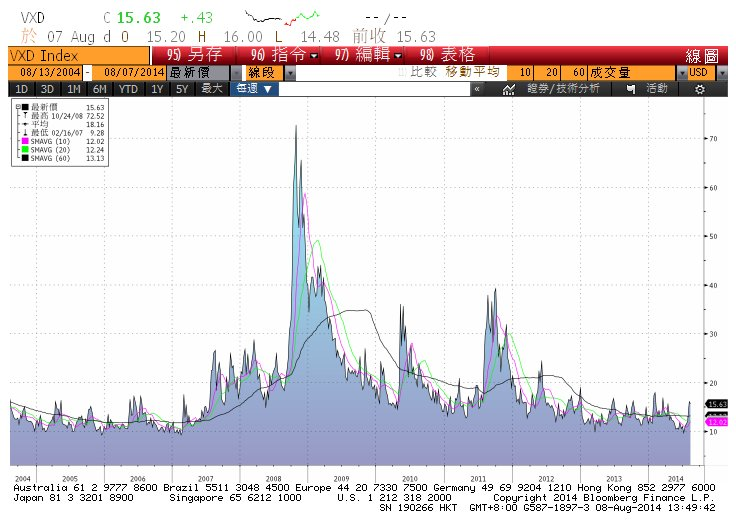 VXD C 15.63 +.43 --/--
於 07 Aug d O 15.20 H 16.00 L 14.48 前收 15.63
VXD Index 95) 另存 96) 指令 97) 編輯 98) 表格 線圖
08/13/2004 - 08/07/2014 最新價 線段 比較 移動平均 10 20 60 成交量 USD
1D 3D 1M 6M YTD 1Y 5Y 最大 每週 ▼ « 證券/技術分析 活動
最新價 15.63
最高 10/24/08 72.52
平均 18.16
最低 02/16/07 9.28
SMAVG (10) 12.02
SMAVG (20) 12.24
SMAVG (60) 13.13
70
60
50
40
30
20
15.63
12.02
10
2004 2005 2006 2007 2008 2009 2010 2011 2012 2013 2014
Australia 61 2 9777 8600 Brazil 5511 3048 4500 Europe 44 20 7330 7500 Germany 49 69 9204 1210 Hong Kong 852 2977 6000
Japan 81 3 3201 8900 Singapore 65 6212 1000 U.S. 1 212 318 2000 Copyright 2014 Bloomberg Finance L.P.
SN 190266 HKT GMT+8:00 G587-1897-3 08-Aug-2014 13:49:42